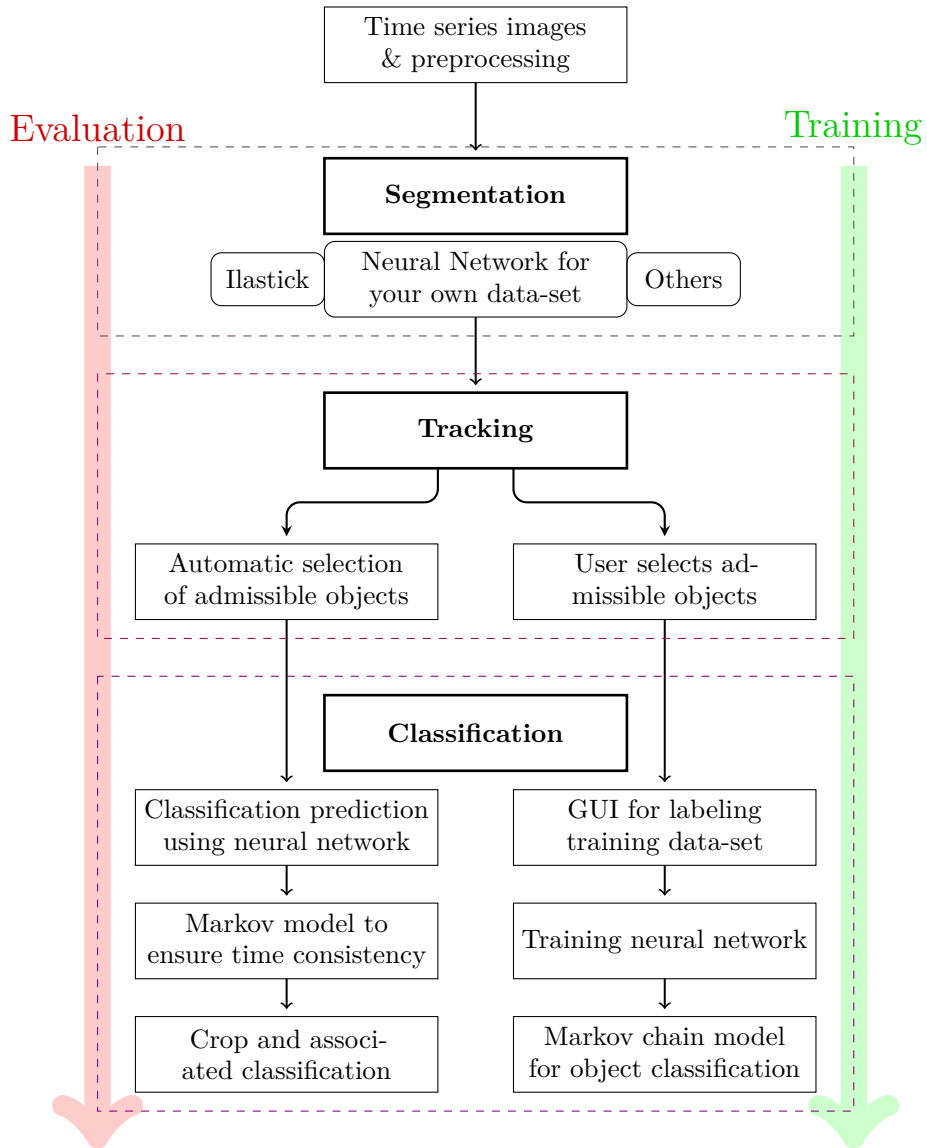 Time series images
& preprocessing
Evaluation
Training
Segmentation
Ilastick
Neural Network for
your own data-set
Others
Tracking
Automatic selection
of admissible objects
User selects ad-
missible objects
Classification
Classification prediction
using neural network
GUI for labeling
training data-set
Markov model to
ensure time consistency
Training neural network
Crop and associ-
ated classification
Markov chain model
for object classification